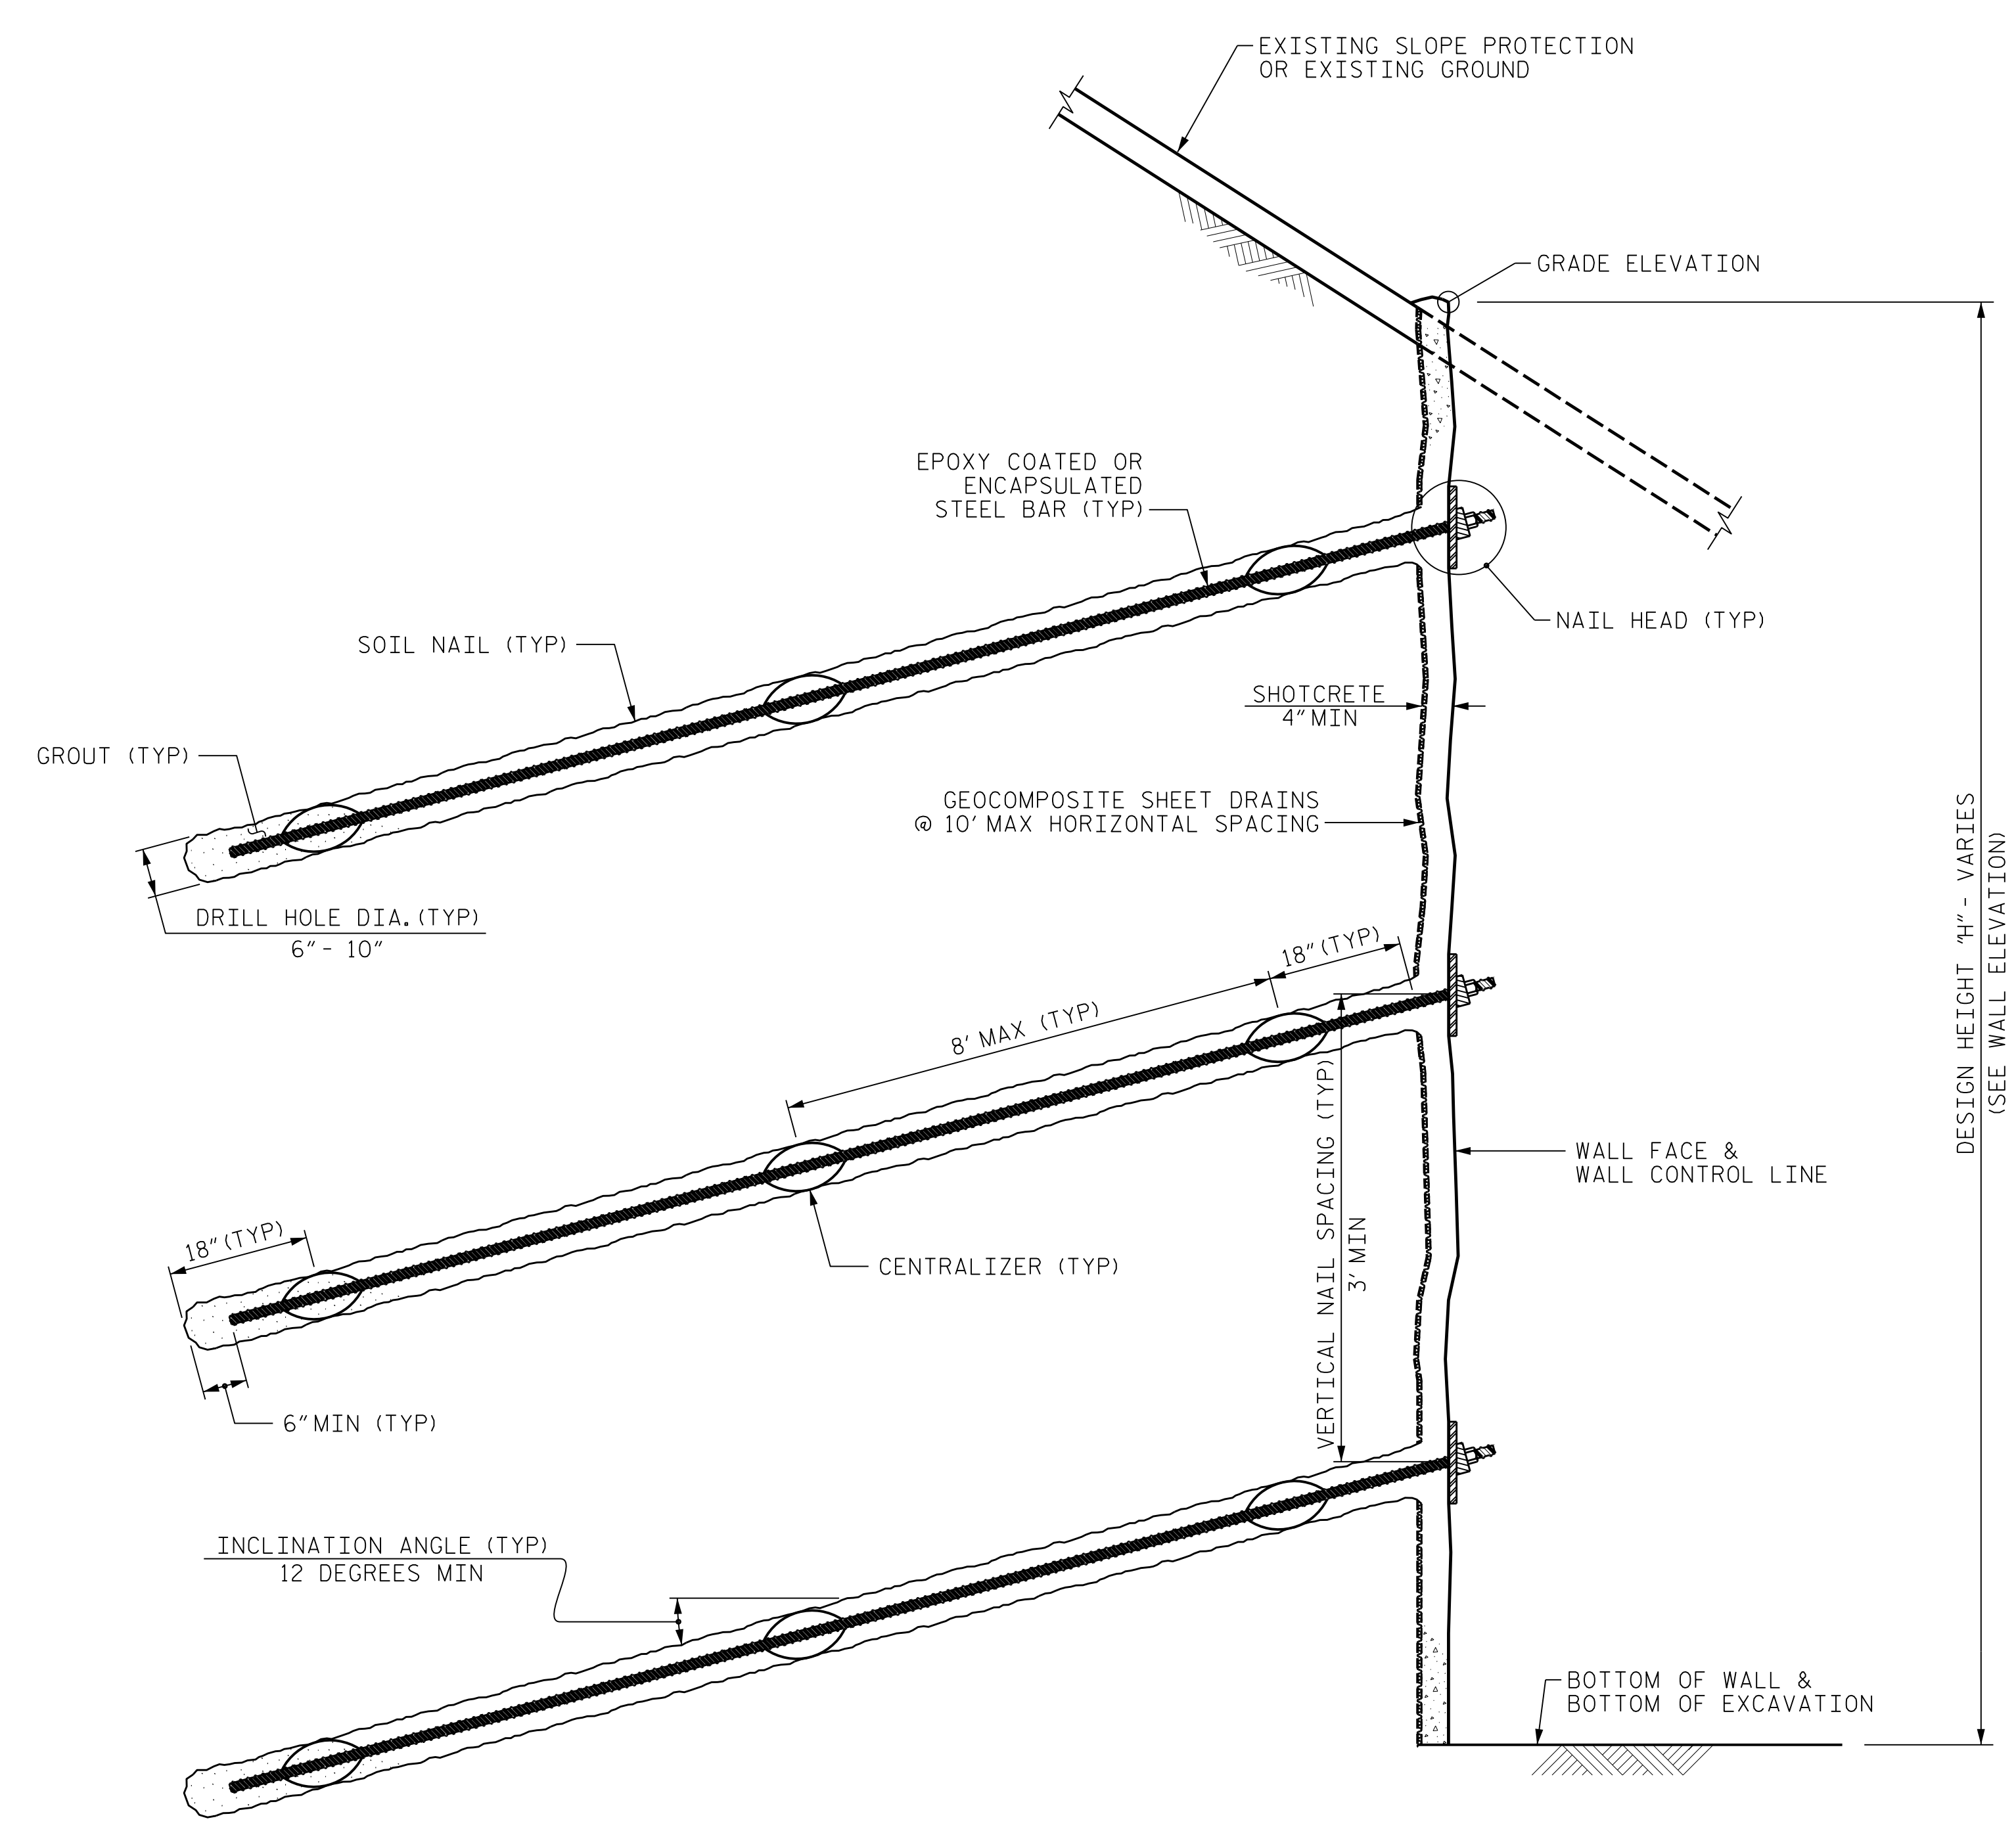 EXISTING SLOPE PROTECTION
OR EXISTING GROUND
GRADE ELEVATION
EPOXY COATED OR
ENCAPSULATED
STEEL BAR (TYP)
NAIL HEAD (TYP)
SOIL NAIL (TYP)
SHOTCRETE
4" MIN
GROUT (TYP)
GEOCOMPOSITE SHEET DRAINS
@ 10' MAX HORIZONTAL SPACING
DRILL HOLE DIA. (TYP)
6" - 10"
DESIGN HEIGHT "H" - VARIES
(SEE WALL ELEVATION)
18" (TYP)
8' MAX (TYP)
VERTICAL NAIL SPACING (TYP)
3' MIN
WALL FACE &
WALL CONTROL LINE
18" (TYP)
CENTRALIZER (TYP)
6" MIN (TYP)
INCLINATION ANGLE (TYP)
12 DEGREES MIN
BOTTOM OF WALL &
BOTTOM OF EXCAVATION